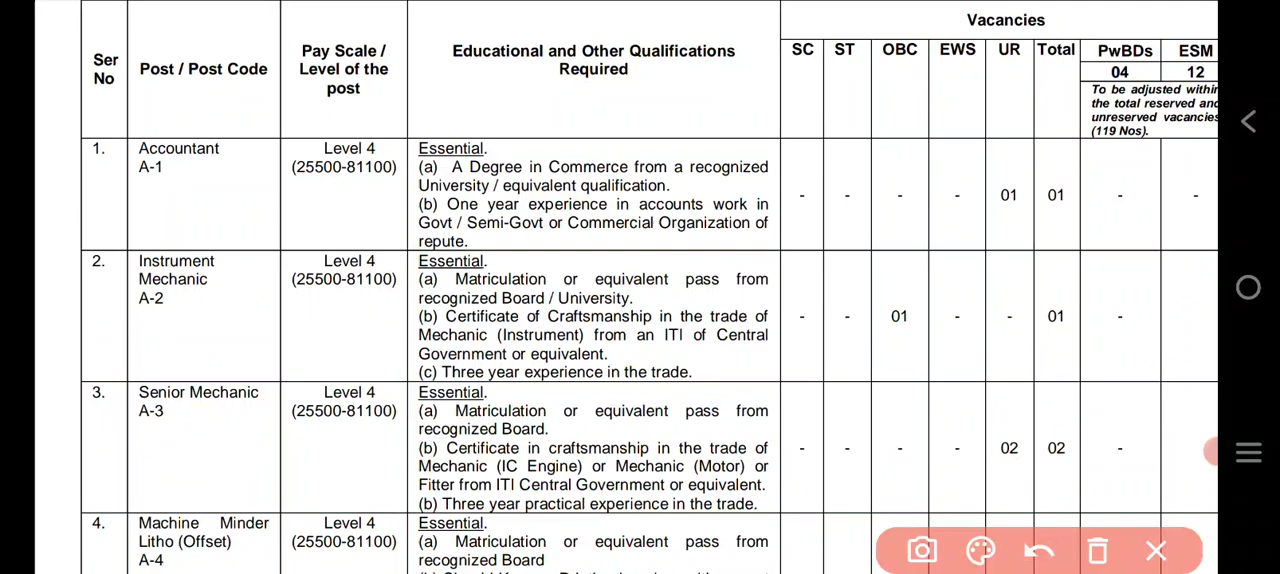 Vacancies
Ser No
Post / Post Code
Pay Scale /
Level of the
post
Educational and Other Qualifications
Required
SC ST OBC EWS UR Total PwBDs ESM
04 12
To be adjusted within
the total reserved and
unreserved vacancies
(119 Nos).
1.
Accountant
A-1
Level 4
(25500-81100)
Essential.
(a) A Degree in Commerce from a recognized
University / equivalent qualification.
(b) One year experience in accounts work in
Govt / Semi-Govt or Commercial Organization of
repute.
- - - - 01 01 - -
2.
Instrument
Mechanic
A-2
Level 4
(25500-81100)
Essential.
(a) Matriculation or equivalent pass from
recognized Board / University.
(b) Certificate of Craftsmanship in the trade of
Mechanic (Instrument) from an ITI of Central
Government or equivalent.
(c) Three year experience in the trade.
- - 01 - - 01 -
3.
Senior Mechanic
A-3
Level 4
(25500-81100)
Essential.
(a) Matriculation or equivalent pass from
recognized Board.
(b) Certificate in craftsmanship in the trade of
Mechanic (IC Engine) or Mechanic (Motor) or
Fitter from ITI Central Government or equivalent.
(b) Three year practical experience in the trade.
- - - - 02 02 -
4.
Machine Minder
Litho (Offset)
A-4
Level 4
(25500-81100)
Essential.
(a) Matriculation or equivalent pass from
recognized Board